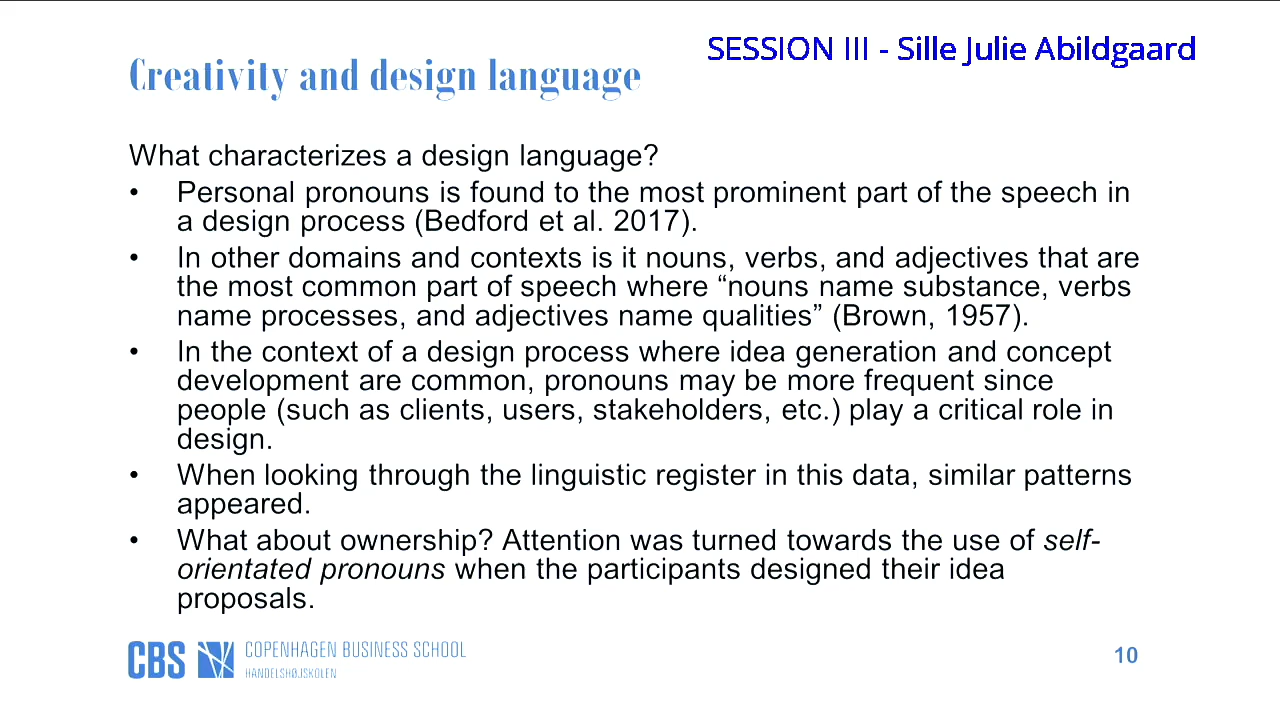 SESSION III - Sille Julie Abildgaard
Creativity and design language
What characterizes a design language?
• Personal pronouns is found to the most prominent part of the speech in
a design process (Bedford et al. 2017).
• In other domains and contexts is it nouns, verbs, and adjectives that are
the most common part of speech where “nouns name substance, verbs
name processes, and adjectives name qualities” (Brown, 1957).
• In the context of a design process where idea generation and concept
development are common, pronouns may be more frequent since
people (such as clients, users, stakeholders, etc.) play a critical role in
design.
• When looking through the linguistic register in this data, similar patterns
appeared.
• What about ownership? Attention was turned towards the use of self-
orientated pronouns when the participants designed their idea
proposals.
CBS COPENHAGEN BUSINESS SCHOOL
HANDELSHØJSKOLEN
10